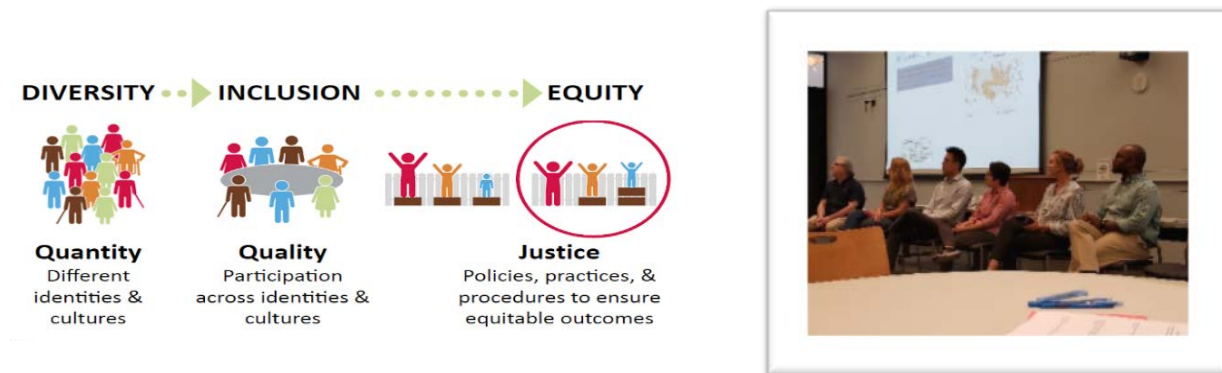 DIVERSITY INCLUSION EQUITY
Quantity
Different
identities &
cultures
Quality
Participation
across identities &
cultures
Justice
Policies, practices, &
procedures to ensure
equitable outcomes